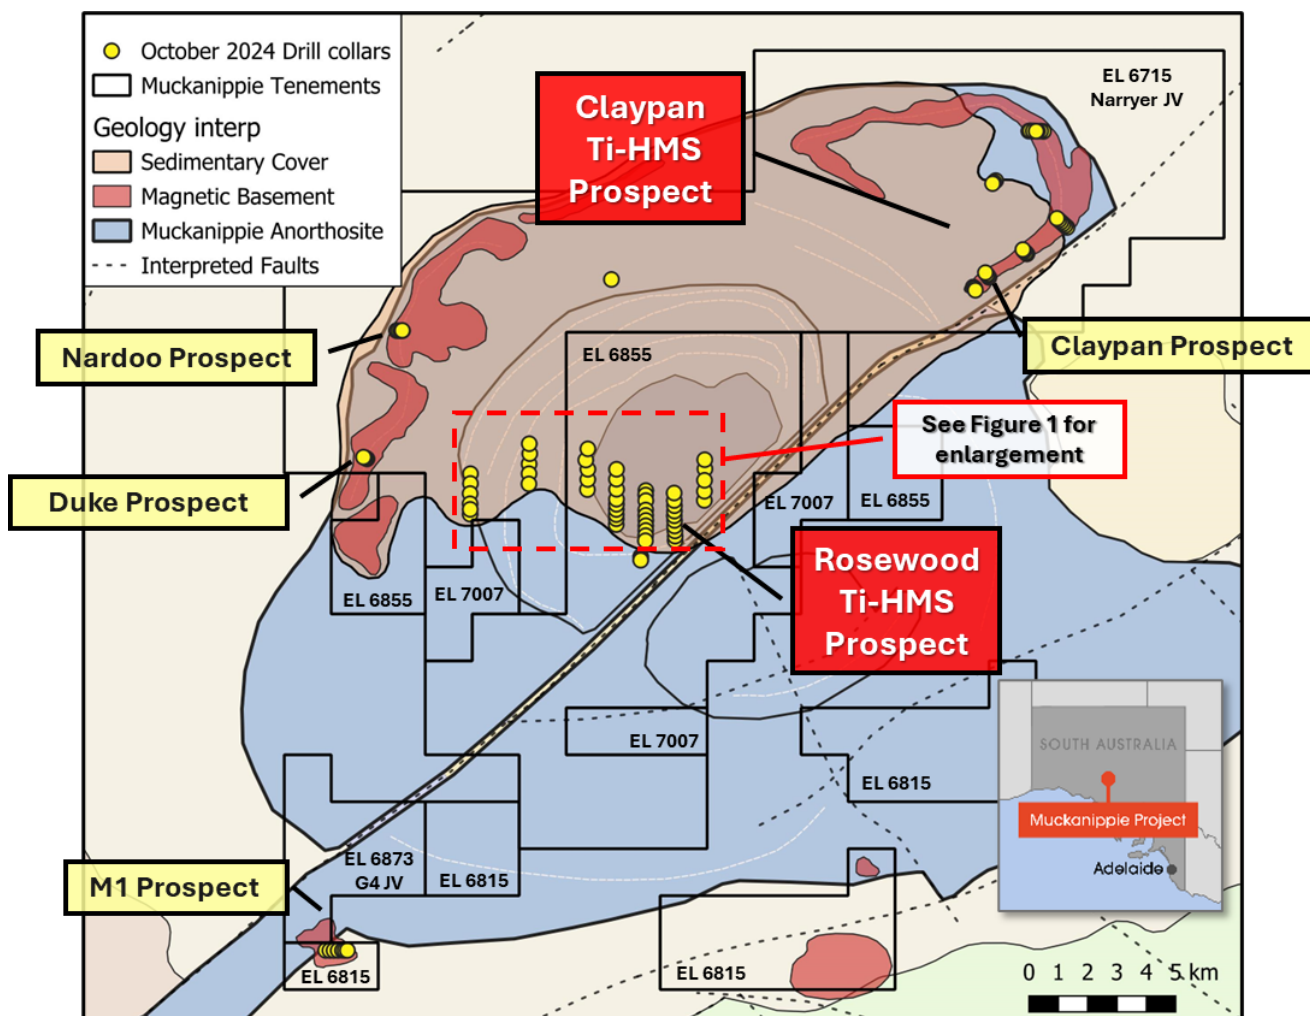 October 2024 Drill collars
Muckanippie Tenements
Geology interp
Sedimentary Cover
Magnetic Basement
Muckanippie Anorthosite
Interpreted Faults
Claypan
Ti-HMS
Prospect
EL 6715
Narryer JV
Nardoo Prospect
EL 6855
Claypan Prospect
See Figure 1 for
enlargement
Duke Prospect
EL 7007
EL 6855
Rosewood
Ti-HMS
Prospect
EL 6855
EL 7007
EL 7007
EL 6815
SOUTH AUSTRALIA
Muckanippie Project
Adelaide
M1 Prospect
EL 6873
G4 JV
EL 6815
EL 6815
EL 6815
0 1 2 3 4 5 km